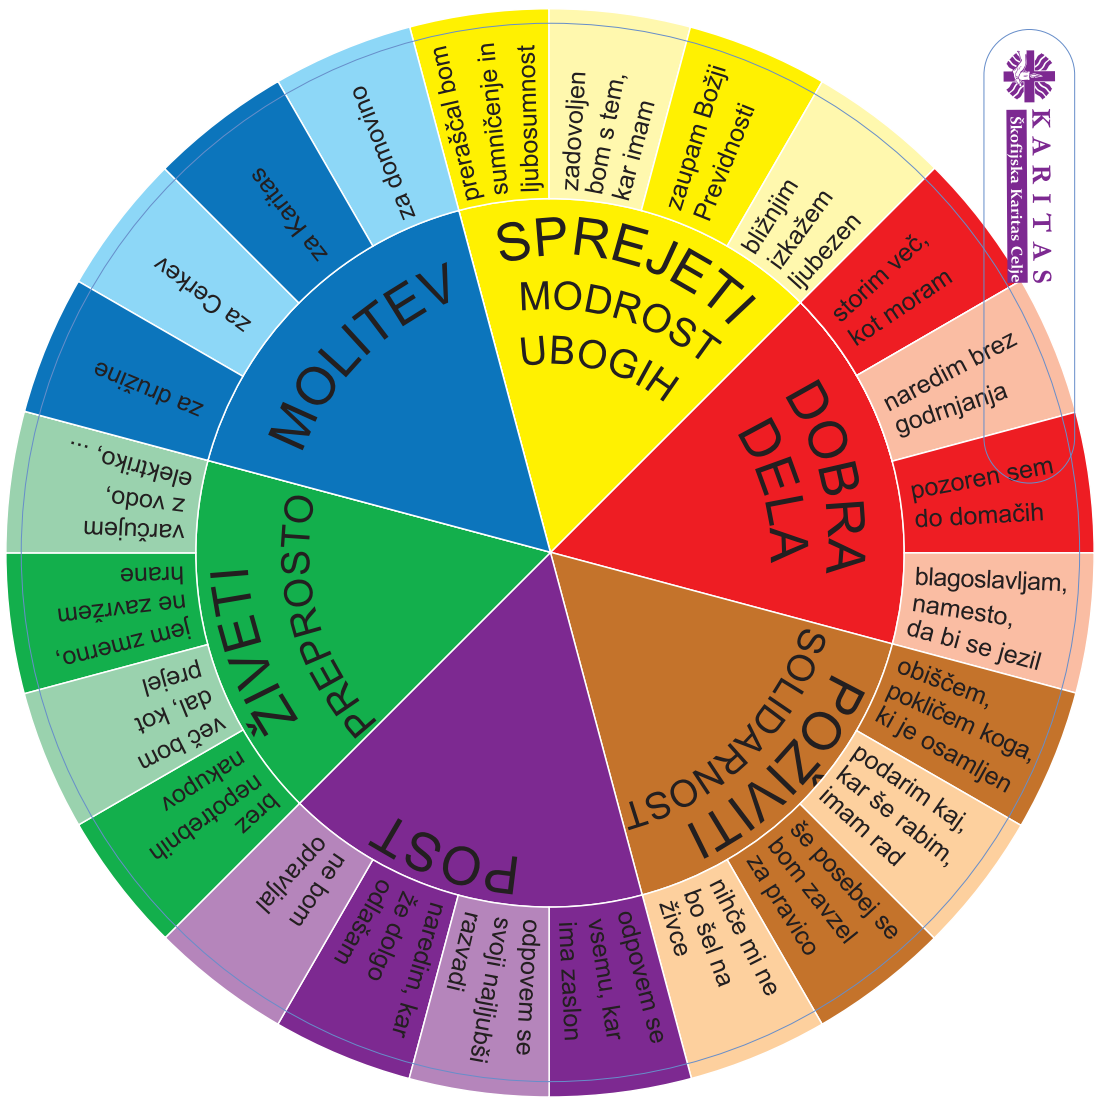 SPREJETI
MODROST
UBOGIH
preraščal bom
sumničenje in
ljubosumnost
zadovoljen
bom s tem,
kar imam
zaupam Božji
Previdnosti
bližnjim
izkažem
ljubezen
DOBRA
DELA
storim več,
kot moram
naredim brez
godrnjanja
pozoren sem
do domačih
blagoslavljam,
namesto,
da bi se jezil
POŽIVITI
SOLIDARNOST
obiščem,
pokličem koga,
ki je osamljen
podarim kaj,
kar še rabim,
imam rad
še posebej se
bom zavzel
za pravico
nihče mi ne
bo šel na
živce
POST
odpovem se
vsemu, kar
ima zaslon
odpovem se
svoji najljubši
razvadi
naredim, kar
že dolgo
odlašam
ne bom
opravljal
ŽIVETI
PREPROSTO
brez
nepotrebnih
nakupov
več bom
dal, kot
prejel
jem zmerno,
ne zavržem
hrane
varčujem
z vodo,
elektriko, ...
MOLITEV
za družine
za Cerkev
za Karitas
za domovino
KARITAS
Škofijska Karitas Celje